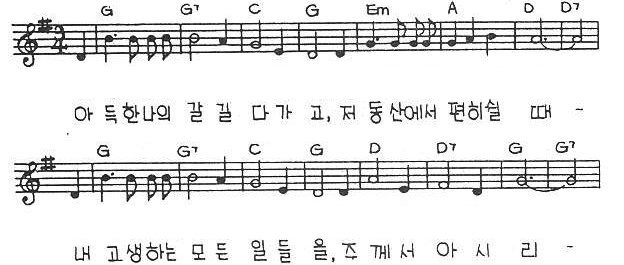 G G7 C G Em A D D7
3 4
아 득한나의 갈 길 다가 고, 저 동산에서 편히쉴 때 -
G G7 C G D D7 G G7
내 고생하는 모든 일들 을, 주 께서 아 시 리 -